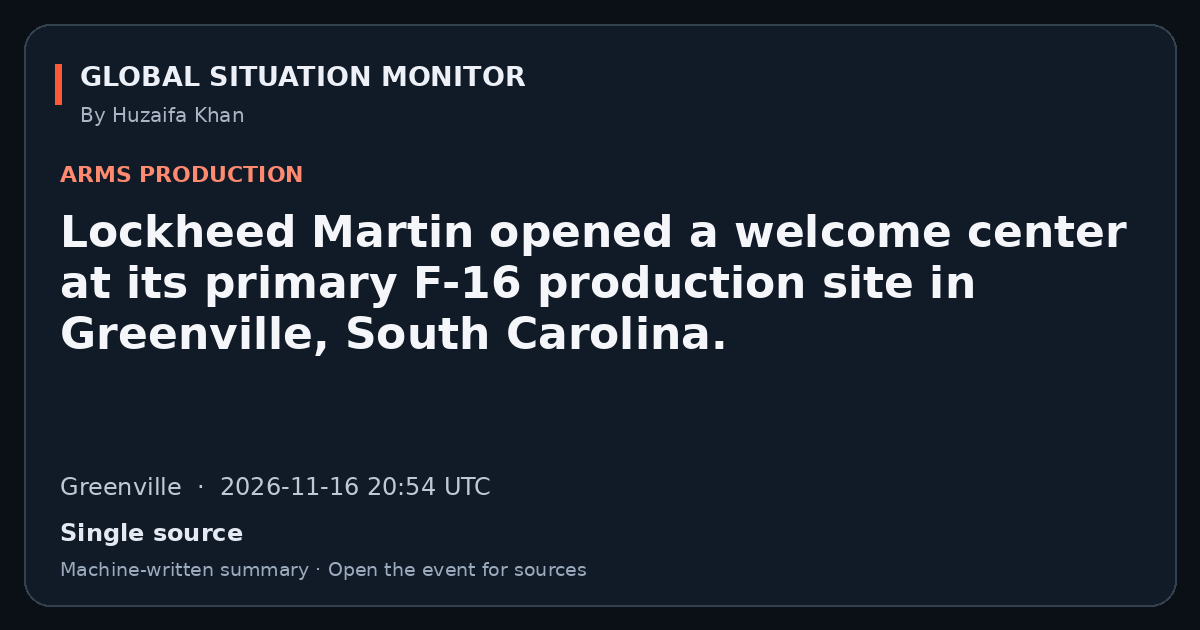 GLOBAL SITUATION MONITOR
By Huzaifa Khan
ARMS PRODUCTION
Lockheed Martin opened a welcome center
at its primary F-16 production site in
Greenville, South Carolina.
Greenville · 2026-11-16 20:54 UTC
Single source
Machine-written summary · Open the event for sources